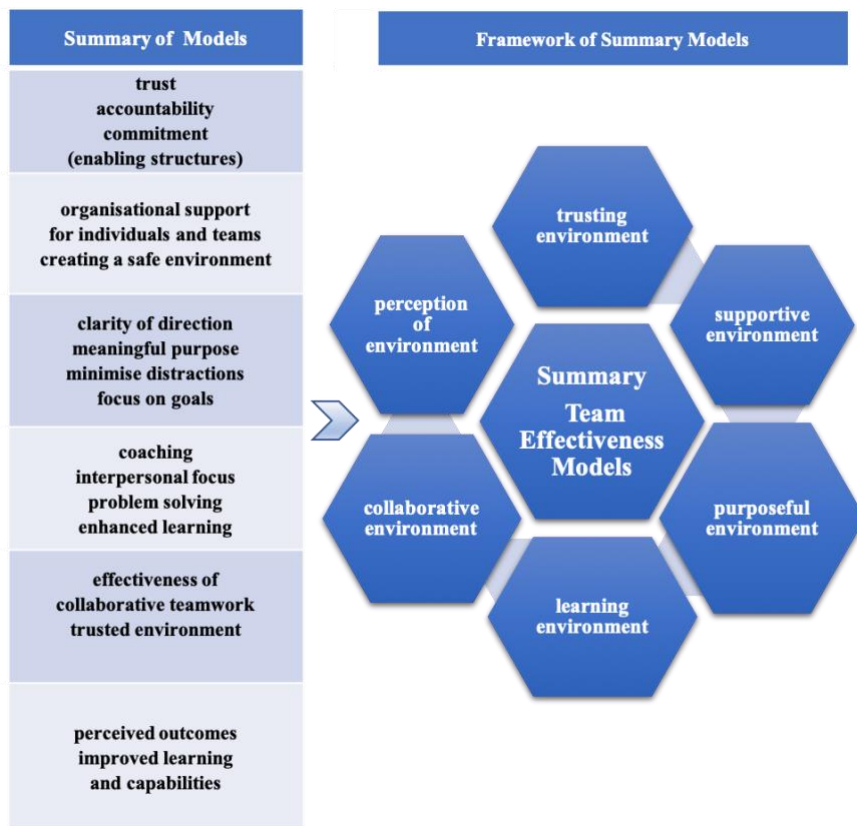 Summary of Models
trust
accountability
commitment
(enabling structures)
organisational support
for individuals and teams
creating a safe environment
clarity of direction
meaningful purpose
minimise distractions
focus on goals
coaching
interpersonal focus
problem solving
enhanced learning
effectiveness of
collaborative teamwork
trusted environment
perceived outcomes
improved learning
and capabilities
Framework of Summary Models
trusting
environment
supportive
environment
purposeful
environment
learning
environment
collaborative
environment
perception
of
environment
Summary
Team
Effectiveness
Models